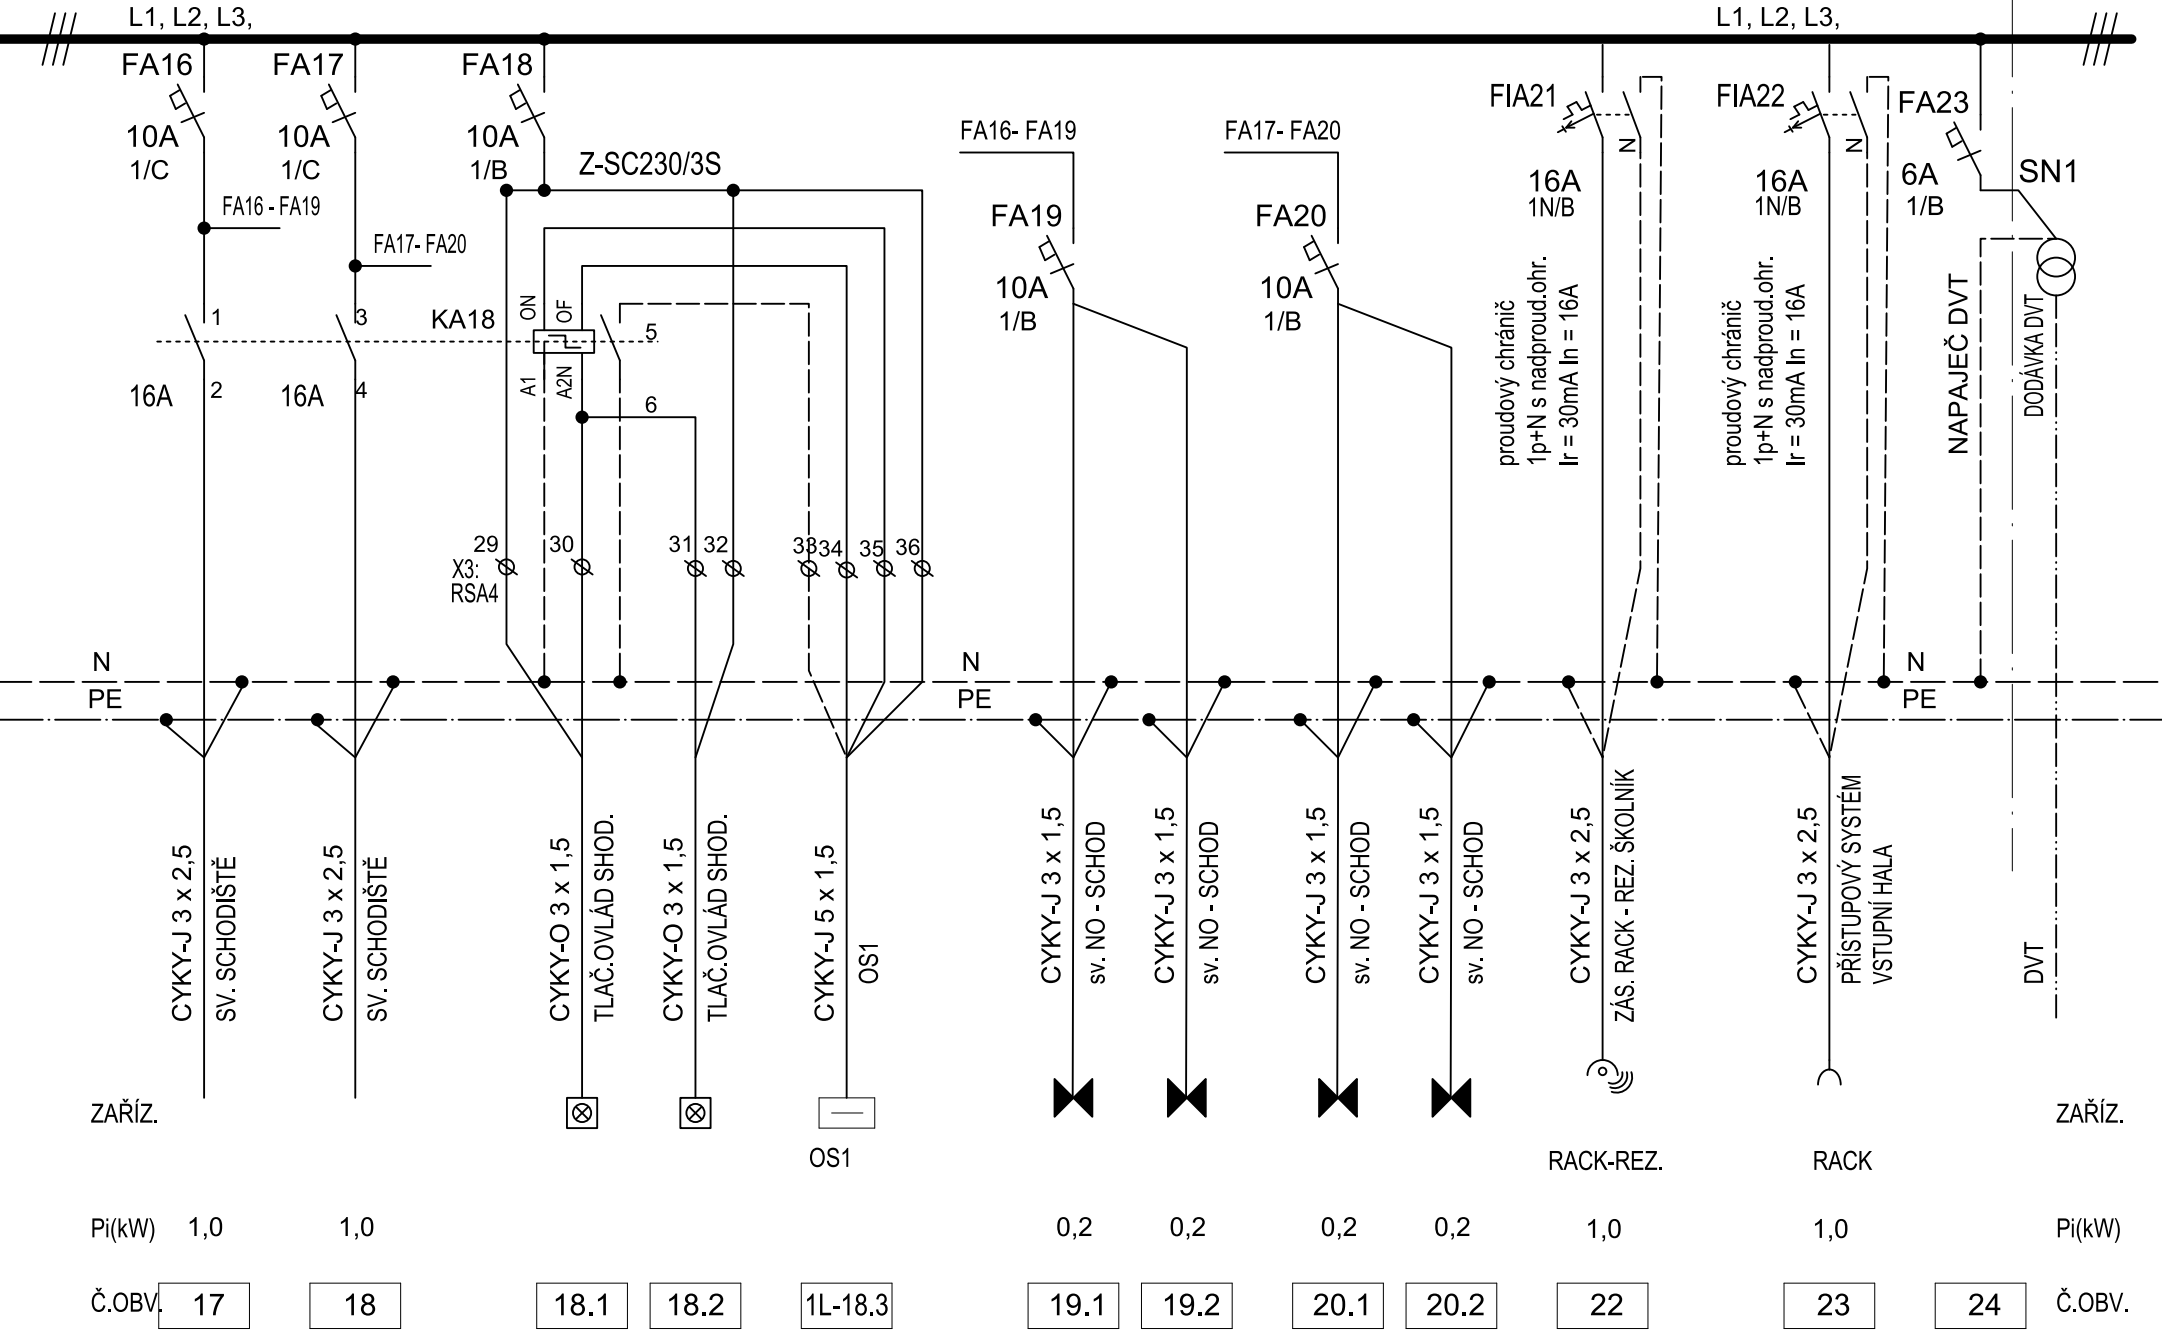 L1, L2, L3,
L1, L2, L3,
FA16
10A
1/C
FA16 - FA19
FA17
10A
1/C
FA17- FA20
FA18
10A
1/B
Z-SC230/3S
FA16- FA19
FA19
10A
1/B
FA17- FA20
FA20
10A
1/B
FIA21
N
16A
1N/B
proudový chránič
1p+N s nadproud.ohr.
Ir = 30mA In = 16A
FIA22
N
16A
1N/B
proudový chránič
1p+N s nadproud.ohr.
Ir = 30mA In = 16A
FA23
6A
1/B
SN1
NAPAJEČ DVT
DODÁVKA DVT
1
2
16A
3
4
16A
KA18
ON
OF
A1
A2N
5
6
29
30
31
32
33
34
35
36
X3:
RSA4
N
PE
N
PE
N
PE
CYKY-J 3 x 2,5
SV. SCHODIŠTĚ
CYKY-J 3 x 2,5
SV. SCHODIŠTĚ
CYKY-O 3 x 1,5
TLAČ.OVLÁD SHOD.
CYKY-O 3 x 1,5
TLAČ.OVLÁD SHOD.
CYKY-J 5 x 1,5
OS1
CYKY-J 3 x 1,5
sv. NO - SCHOD
CYKY-J 3 x 1,5
sv. NO - SCHOD
CYKY-J 3 x 1,5
sv. NO - SCHOD
CYKY-J 3 x 1,5
sv. NO - SCHOD
CYKY-J 3 x 2,5
ZÁS. RACK - REZ. ŠKOLNÍK
CYKY-J 3 x 2,5
PŘÍSTUPOVÝ SYSTÉM
VSTUPNÍ HALA
DVT
ZAŘÍZ.
ZAŘÍZ.
OS1
RACK-REZ.
RACK
Pi(kW)
1,0
1,0
0,2
0,2
0,2
0,2
1,0
1,0
Pi(kW)
Č.OBV.
17
18
18.1
18.2
1L-18.3
19.1
19.2
20.1
20.2
22
23
24
Č.OBV.